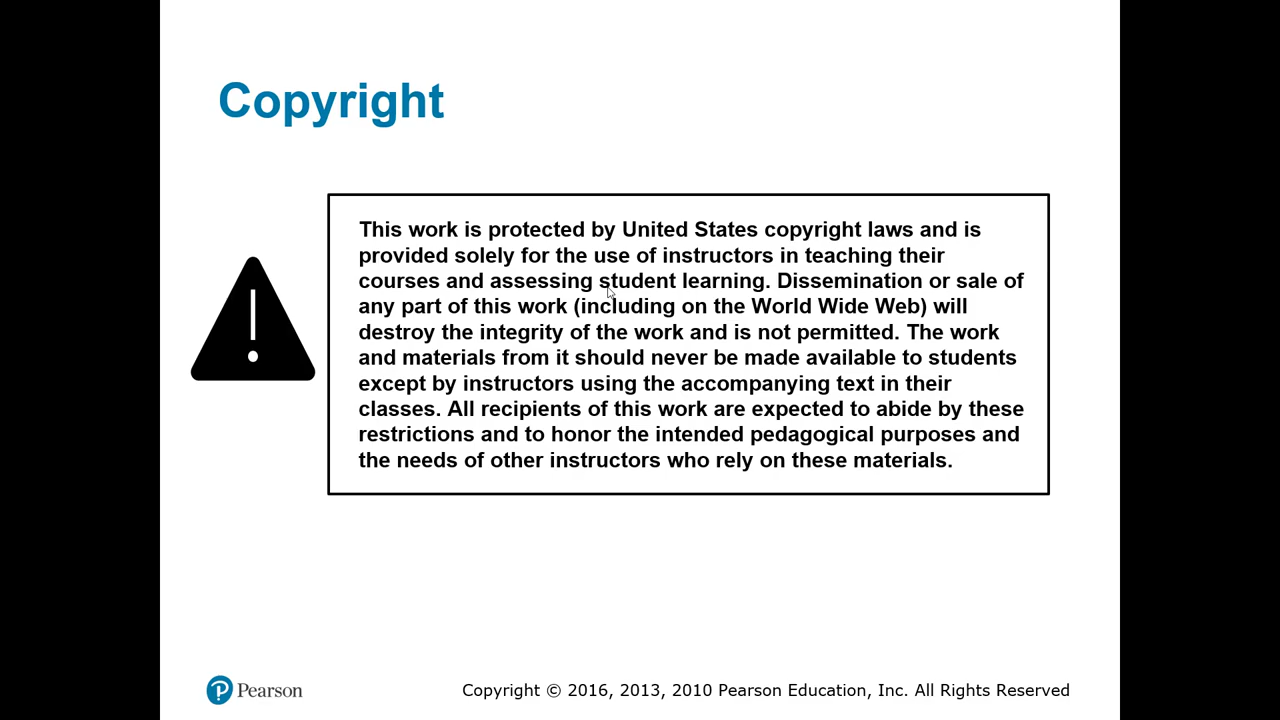 Copyright
This work is protected by United States copyright laws and is
provided solely for the use of instructors in teaching their
courses and assessing student learning. Dissemination or sale of
any part of this work (including on the World Wide Web) will
destroy the integrity of the work and is not permitted. The work
and materials from it should never be made available to students
except by instructors using the accompanying text in their
classes. All recipients of this work are expected to abide by these
restrictions and to honor the intended pedagogical purposes and
the needs of other instructors who rely on these materials.
Pearson
Copyright © 2016, 2013, 2010 Pearson Education, Inc. All Rights Reserved